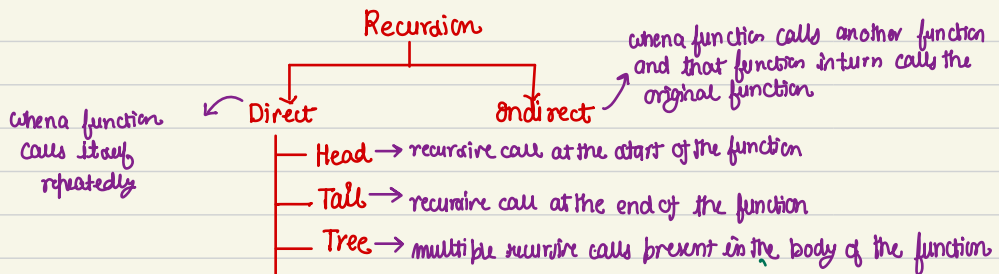 Recursion
when a function calls another function
and that function in turn calls the
original function
Direct
Indirect
when a function
calls itself
repeatedly
Head → recursive call at the start of the function
Tail → recursive call at the end of the function
Tree → multiple recursive calls present in the body of the function